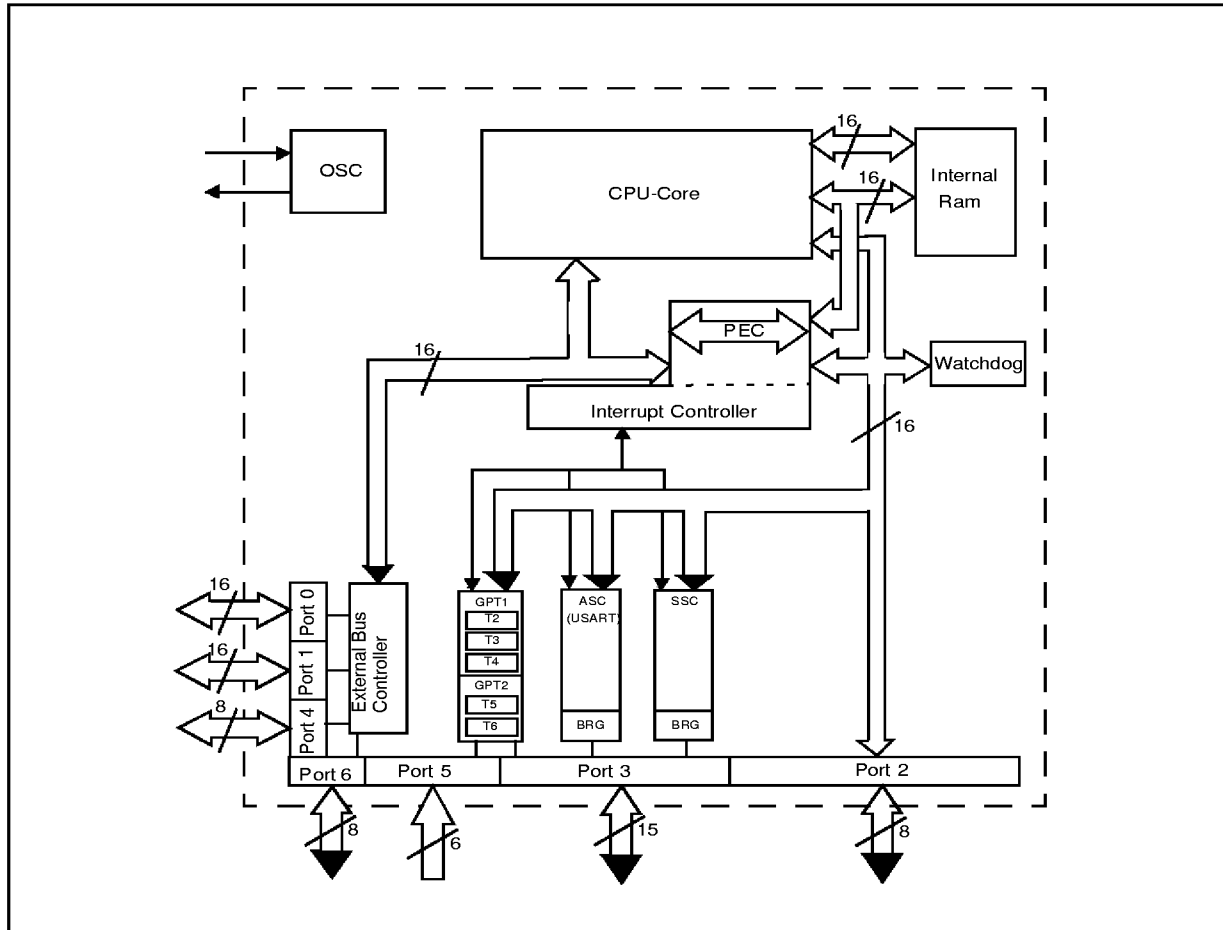 OSC
CPU-Core
16
16
Internal
Ram
PEC
16
Watchdog
Interrupt Controller
16
16
Port 0
16
Port 1
8
Port 4
External Bus
Controller
GPT1
T2
T3
T4
GPT2
T5
T6
ASC
(USART)
BRG
SSC
BRG
Port 6
Port 5
Port 3
Port 2
8
6
15
8